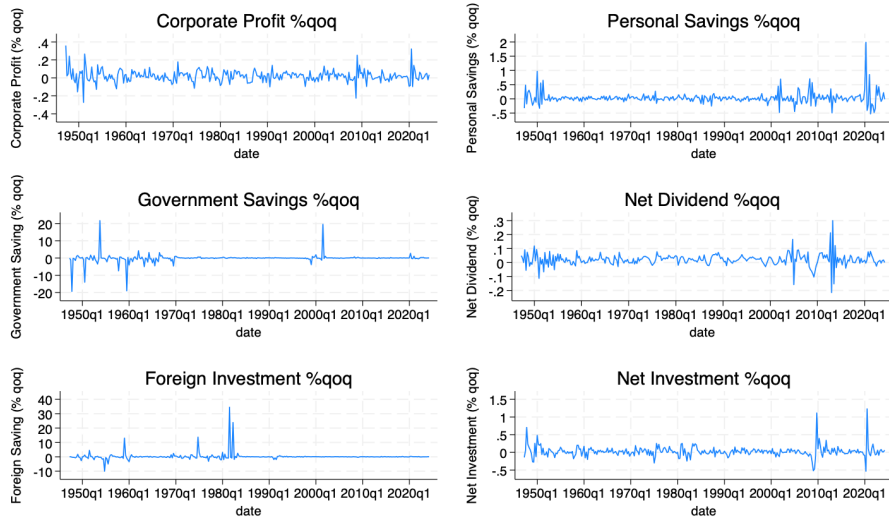 Corporate Profit %qoq
Corporate Profit (% qoq)
.4
.2
0
-.2
-.4
1950q1 1960q1 1970q1 1980q1 1990q1 2000q1 2010q1 2020q1
date
Personal Savings %qoq
Personal Savings (% qoq)
2
1.5
1
.5
0
-.5
1950q1 1960q1 1970q1 1980q1 1990q1 2000q1 2010q1 2020q1
date
Government Savings %qoq
Government Saving (% qoq)
20
10
0
-10
-20
1950q1 1960q1 1970q1 1980q1 1990q1 2000q1 2010q1 2020q1
date
Net Dividend %qoq
Net Dividend (% qoq)
.3
.2
.1
0
-.1
-.2
1950q1 1960q1 1970q1 1980q1 1990q1 2000q1 2010q1 2020q1
date
Foreign Investment %qoq
Foreign Saving (% qoq)
40
30
20
10
0
-10
1950q1 1960q1 1970q1 1980q1 1990q1 2000q1 2010q1 2020q1
date
Net Investment %qoq
Net Investment (% qoq)
1.5
1
.5
0
-.5
1950q1 1960q1 1970q1 1980q1 1990q1 2000q1 2010q1 2020q1
date